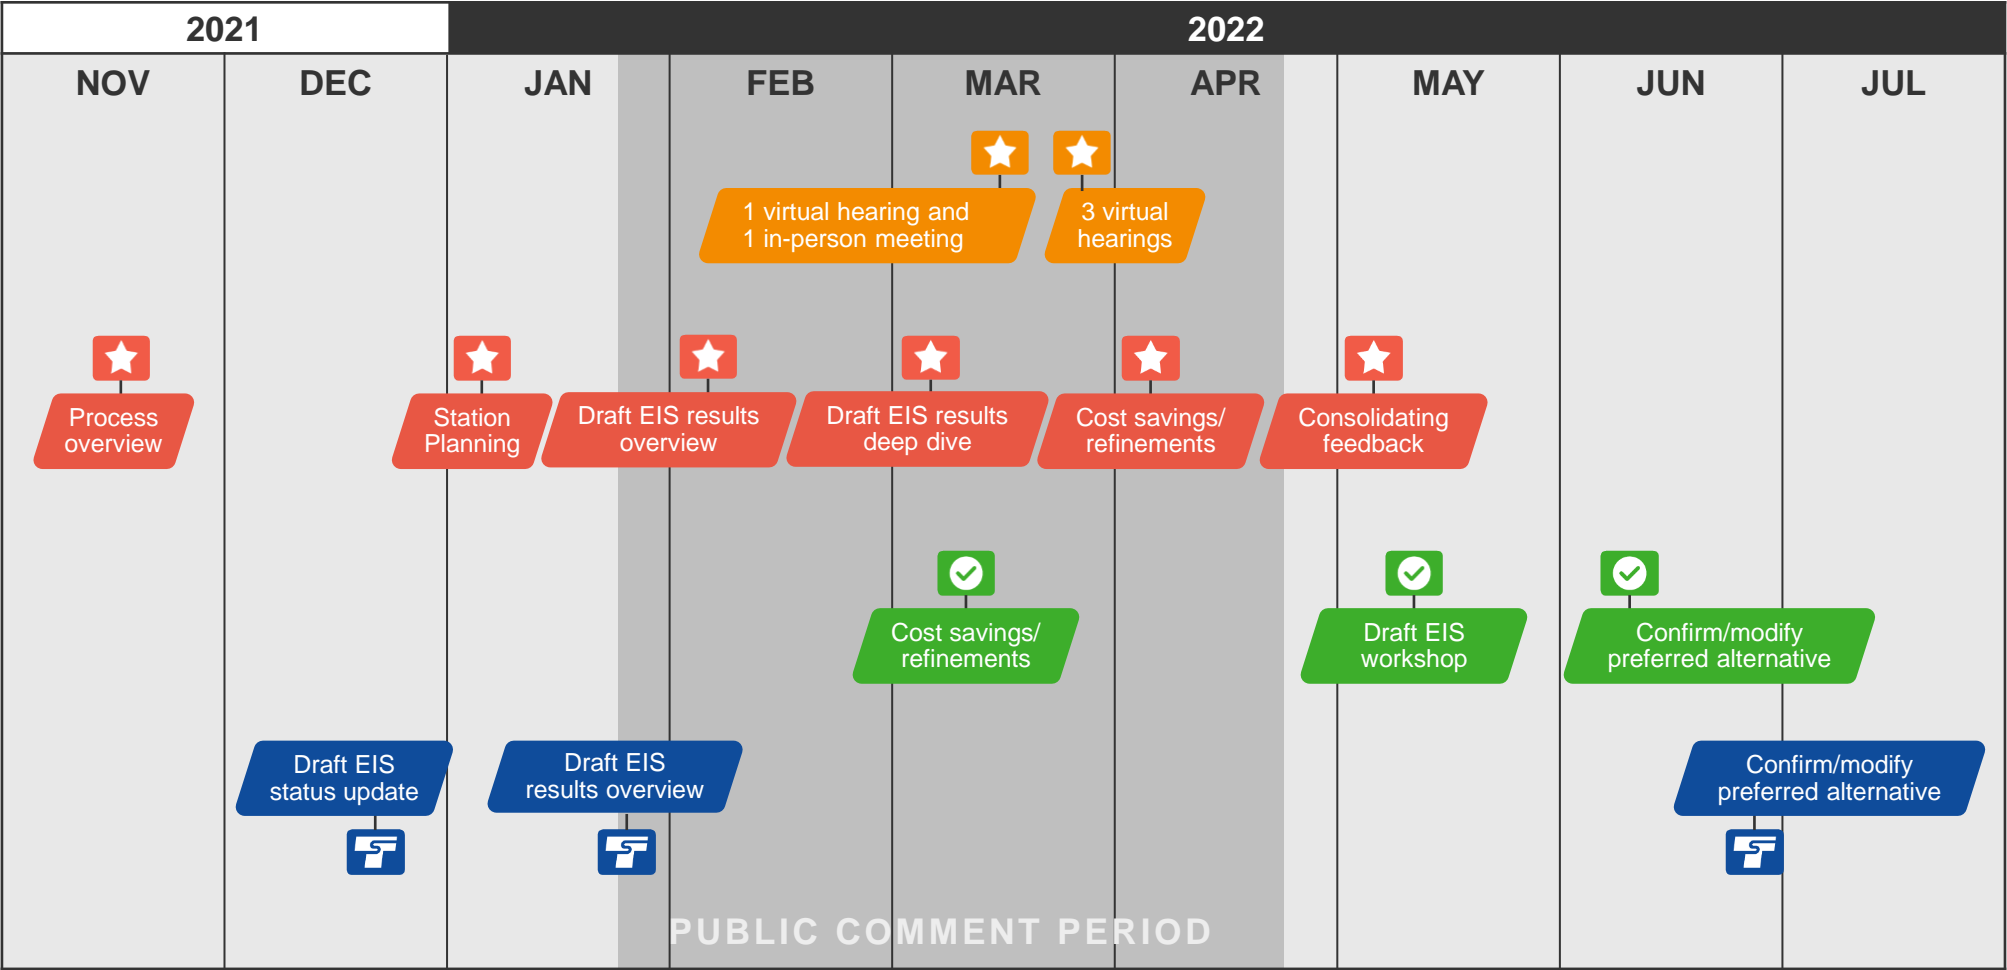 2021
2022
NOV
DEC
JAN
FEB
MAR
APR
MAY
JUN
JUL
1 virtual hearing and
1 in-person meeting
3 virtual
hearings
Process
overview
Station
Planning
Draft EIS results
overview
Draft EIS results
deep dive
Cost savings/
refinements
Consolidating
feedback
Cost savings/
refinements
Draft EIS
workshop
Confirm/modify
preferred alternative
Draft EIS
status update
Draft EIS
results overview
Confirm/modify
preferred alternative
PUBLIC COMMENT PERIOD